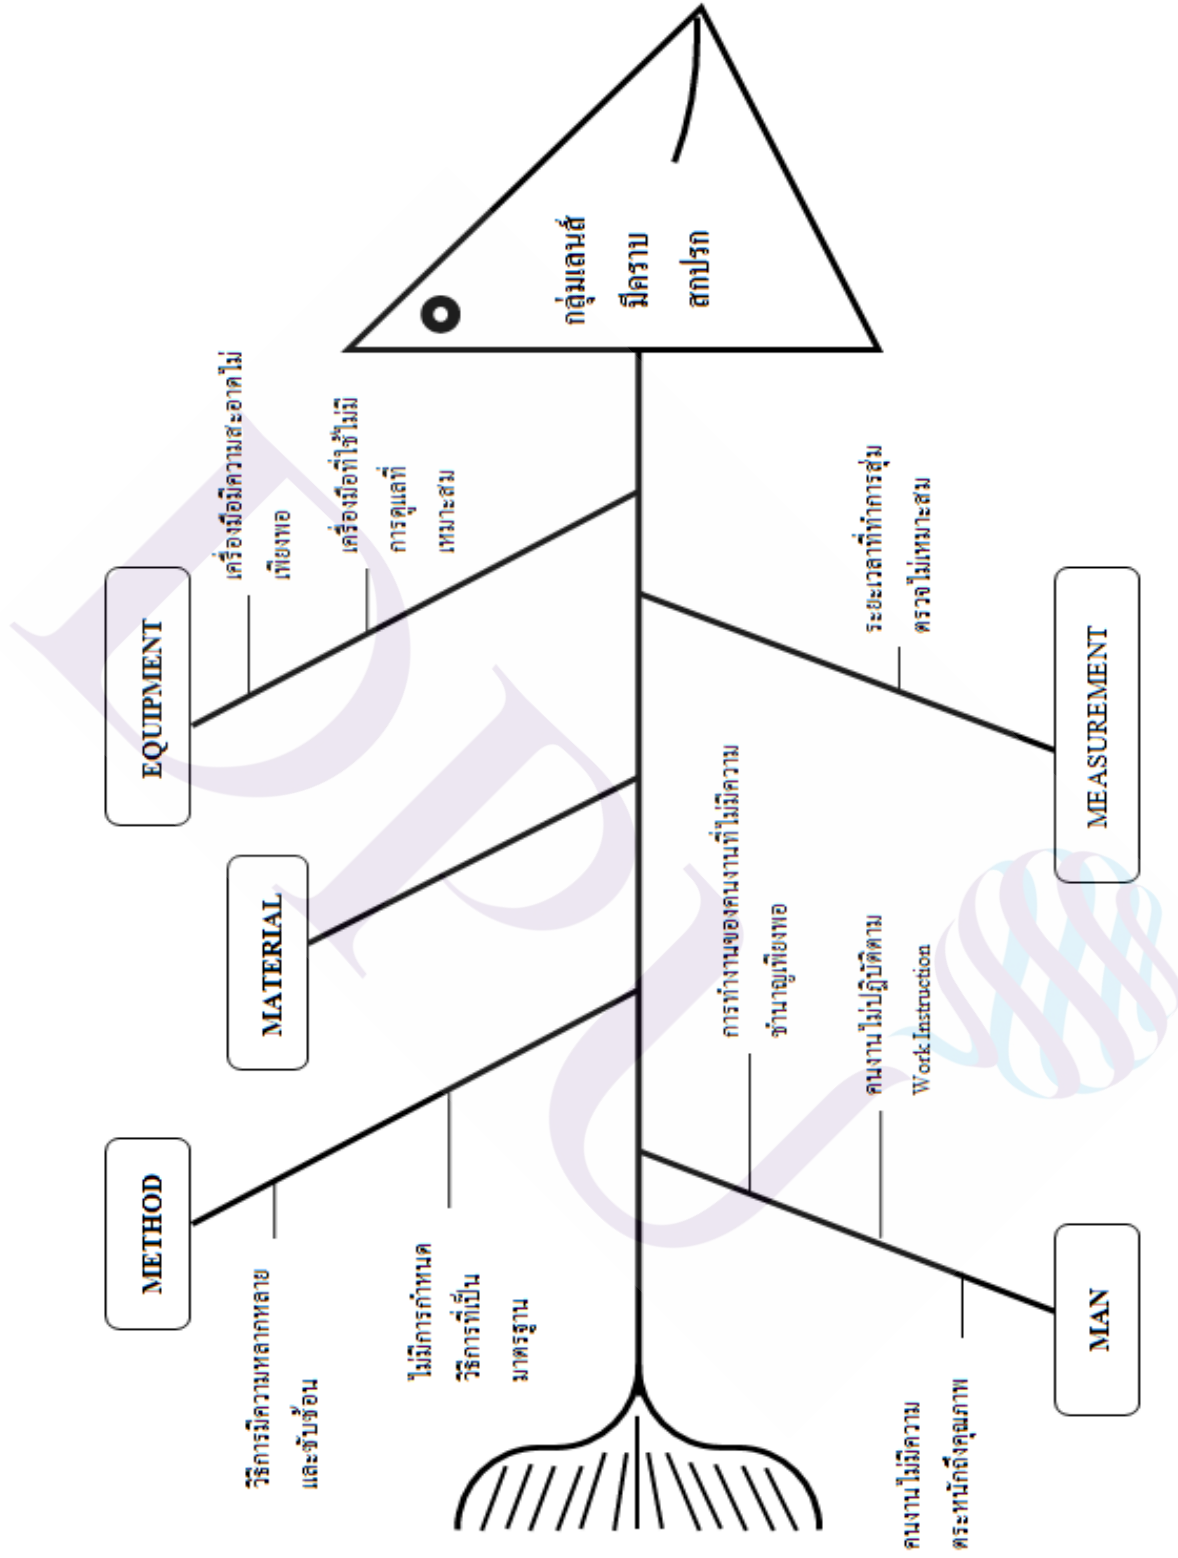 METHOD
วิธีการมีความหลากหลาย
และซับซ้อน
ไม่มีการกำหนด
วิธีการที่เป็น
มาตรฐาน
MATERIAL
EQUIPMENT
เครื่องมือมีความสะอาดไม่
เพียงพอ
เครื่องมือที่ใช้ไม่มี
การดูแลที่
เหมาะสม
กลุ่มเลนส์
มีคราบ
สกปรก
การทำงานของคนงานที่ไม่มีความ
ชำนาญเพียงพอ
คนงานไม่ปฏิบัติตาม
Work Instruction
คนงานไม่มีความ
ตระหนักถึงคุณภาพ
MAN
ระยะเวลาที่ทำการสุ่ม
ตรวจไม่เหมาะสม
MEASUREMENT
DPU